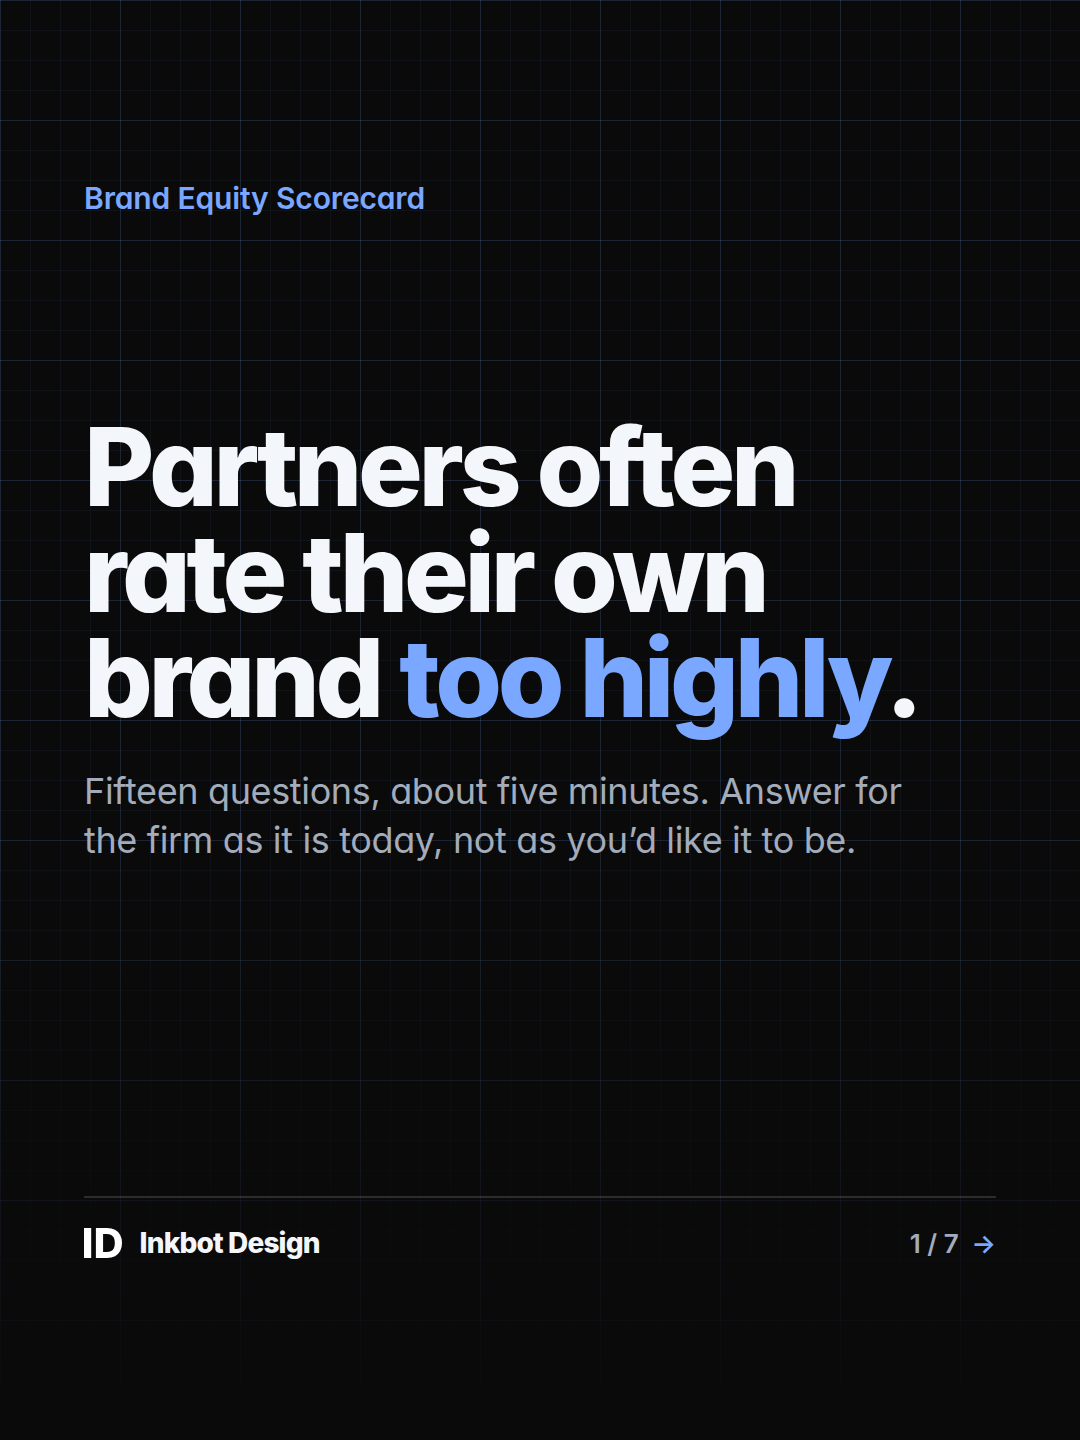 Brand Equity Scorecard
Partners often
rate their own
brand too highly.
Fifteen questions, about five minutes. Answer for
the firm as it is today, not as you’d like it to be.
ID Inkbot Design
1 / 7 →